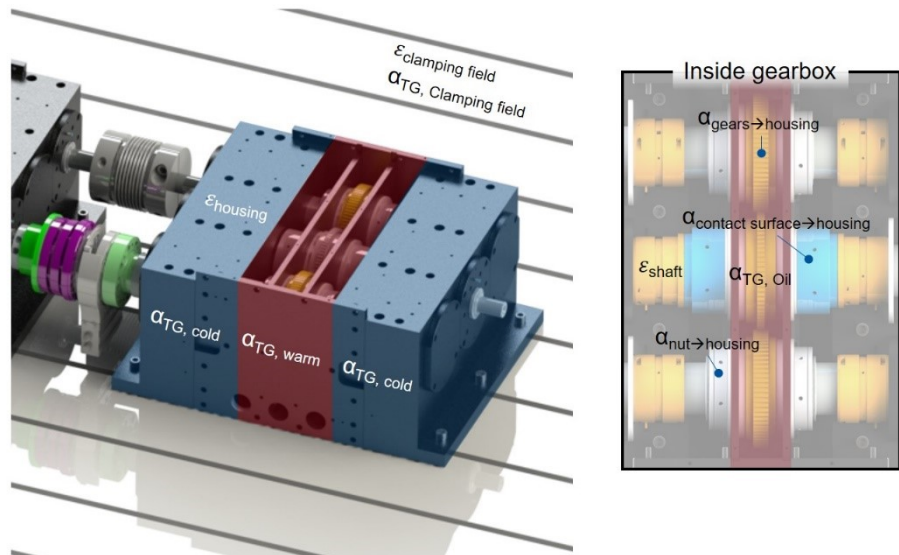 εclamping field
αTG, Clamping field
εhousing
αTG, cold
αTG, warm
αTG, cold
Inside gearbox
αgears→housing
αcontact surface→housing
εshaft
αTG, Oil
αnut→housing